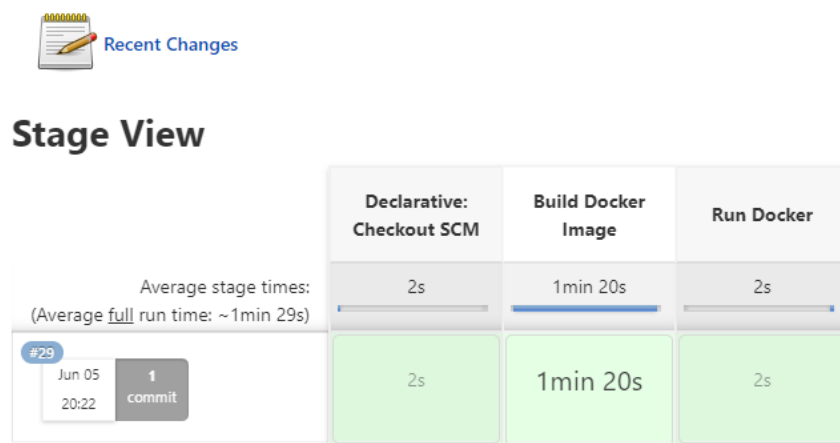 Recent Changes
Stage View
Declarative:
Checkout SCM
Build Docker
Image
Run Docker
Average stage times:
(Average full run time: ~1min 29s)
2s
1min 20s
2s
#29
Jun 05
20:22
1
commit
2s
1min 20s
2s